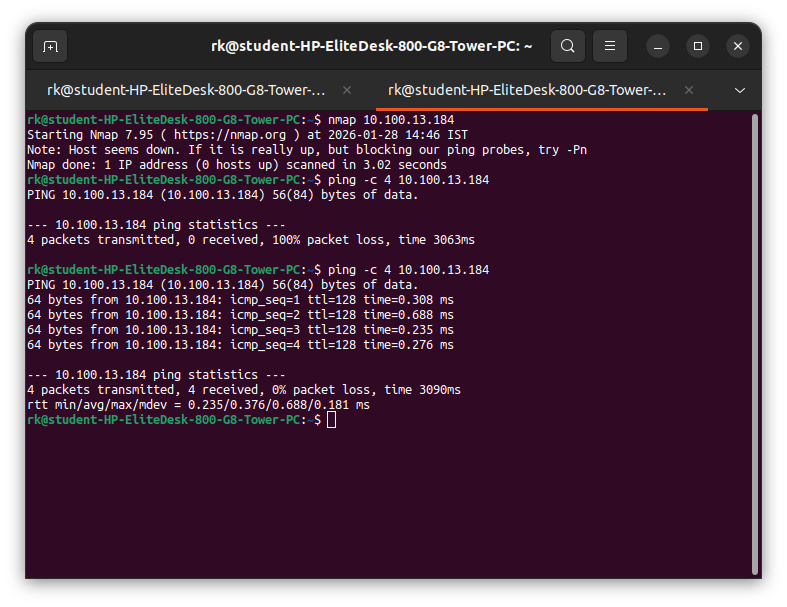 rk@student-HP-EliteDesk-800-G8-Tower-PC: ~
rk@student-HP-EliteDesk-800-G8-Tower-...
rk@student-HP-EliteDesk-800-G8-Tower-...
rk@student-HP-EliteDesk-800-G8-Tower-PC:~$ nmap 10.100.13.184
Starting Nmap 7.95 ( https://nmap.org ) at 2026-01-28 14:46 IST
Note: Host seems down. If it is really up, but blocking our ping probes, try -Pn
Nmap done: 1 IP address (0 hosts up) scanned in 3.02 seconds
rk@student-HP-EliteDesk-800-G8-Tower-PC:~$ ping -c 4 10.100.13.184
PING 10.100.13.184 (10.100.13.184) 56(84) bytes of data.

--- 10.100.13.184 ping statistics ---
4 packets transmitted, 0 received, 100% packet loss, time 3063ms

rk@student-HP-EliteDesk-800-G8-Tower-PC:~$ ping -c 4 10.100.13.184
PING 10.100.13.184 (10.100.13.184) 56(84) bytes of data.
64 bytes from 10.100.13.184: icmp_seq=1 ttl=128 time=0.308 ms
64 bytes from 10.100.13.184: icmp_seq=2 ttl=128 time=0.688 ms
64 bytes from 10.100.13.184: icmp_seq=3 ttl=128 time=0.235 ms
64 bytes from 10.100.13.184: icmp_seq=4 ttl=128 time=0.276 ms

--- 10.100.13.184 ping statistics ---
4 packets transmitted, 4 received, 0% packet loss, time 3090ms
rtt min/avg/max/mdev = 0.235/0.376/0.688/0.181 ms
rk@student-HP-EliteDesk-800-G8-Tower-PC:~$